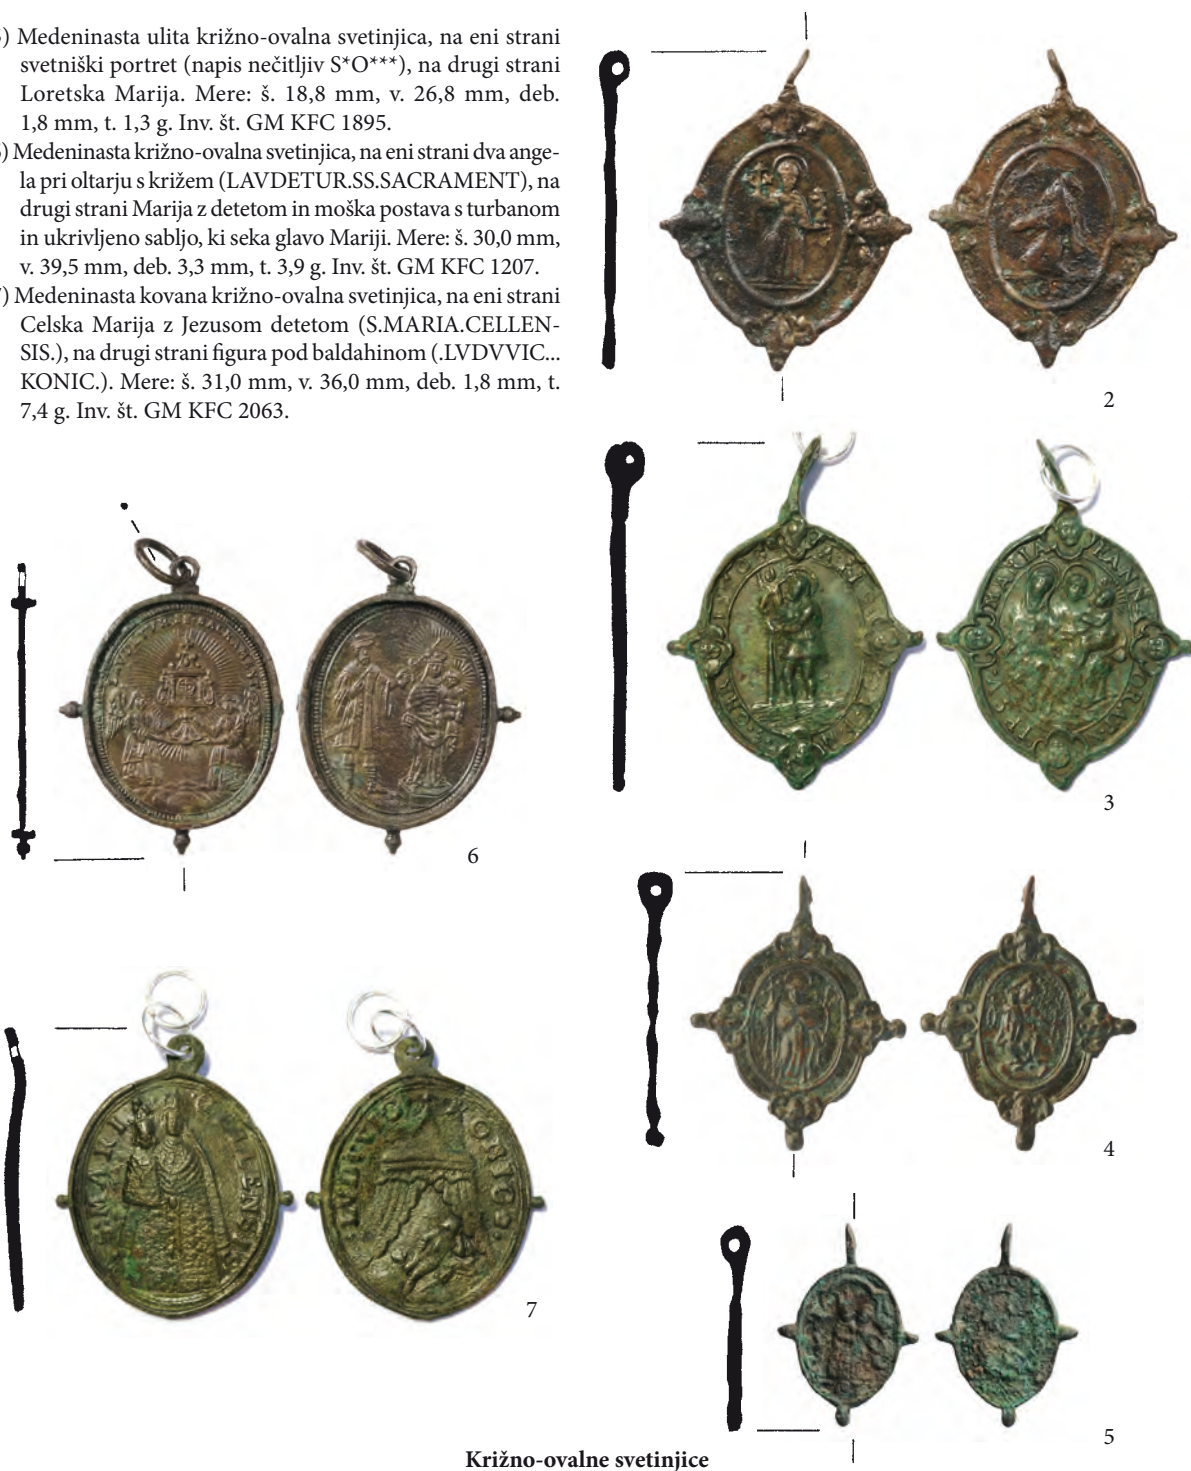 5) Medeninasta ulita križno-ovalna svetinjica, na eni strani
svetniški portret (napis nečitljiv S*O***), na drugi strani
Loretska Marija. Mere: š. 18,8 mm, v. 26,8 mm, deb.
1,8 mm, t. 1,3 g. Inv. št. GM KFC 1895.
6) Medeninasta križno-ovalna svetinjica, na eni strani dva ange-
la pri oltarju s križem (LAVDETUR.SS.SACRAMENT), na
drugi strani Marija z detetom in moška postava s turbanom
in ukrivljeno sabljo, ki seka glavo Mariji. Mere: š. 30,0 mm,
v. 39,5 mm, deb. 3,3 mm, t. 3,9 g. Inv. št. GM KFC 1207.
7) Medeninasta kovana križno-ovalna svetinjica, na eni strani
Celska Marija z Jezusom detetom (S.MARIA.CELLEN-
SIS.), na drugi strani figura pod baldahinom (.LVDVVIC...
KONIC.). Mere: š. 31,0 mm, v. 36,0 mm, deb. 1,8 mm, t.
7,4 g. Inv. št. GM KFC 2063.
2
3
6
4
7
5
Križno-ovalne svetinjice